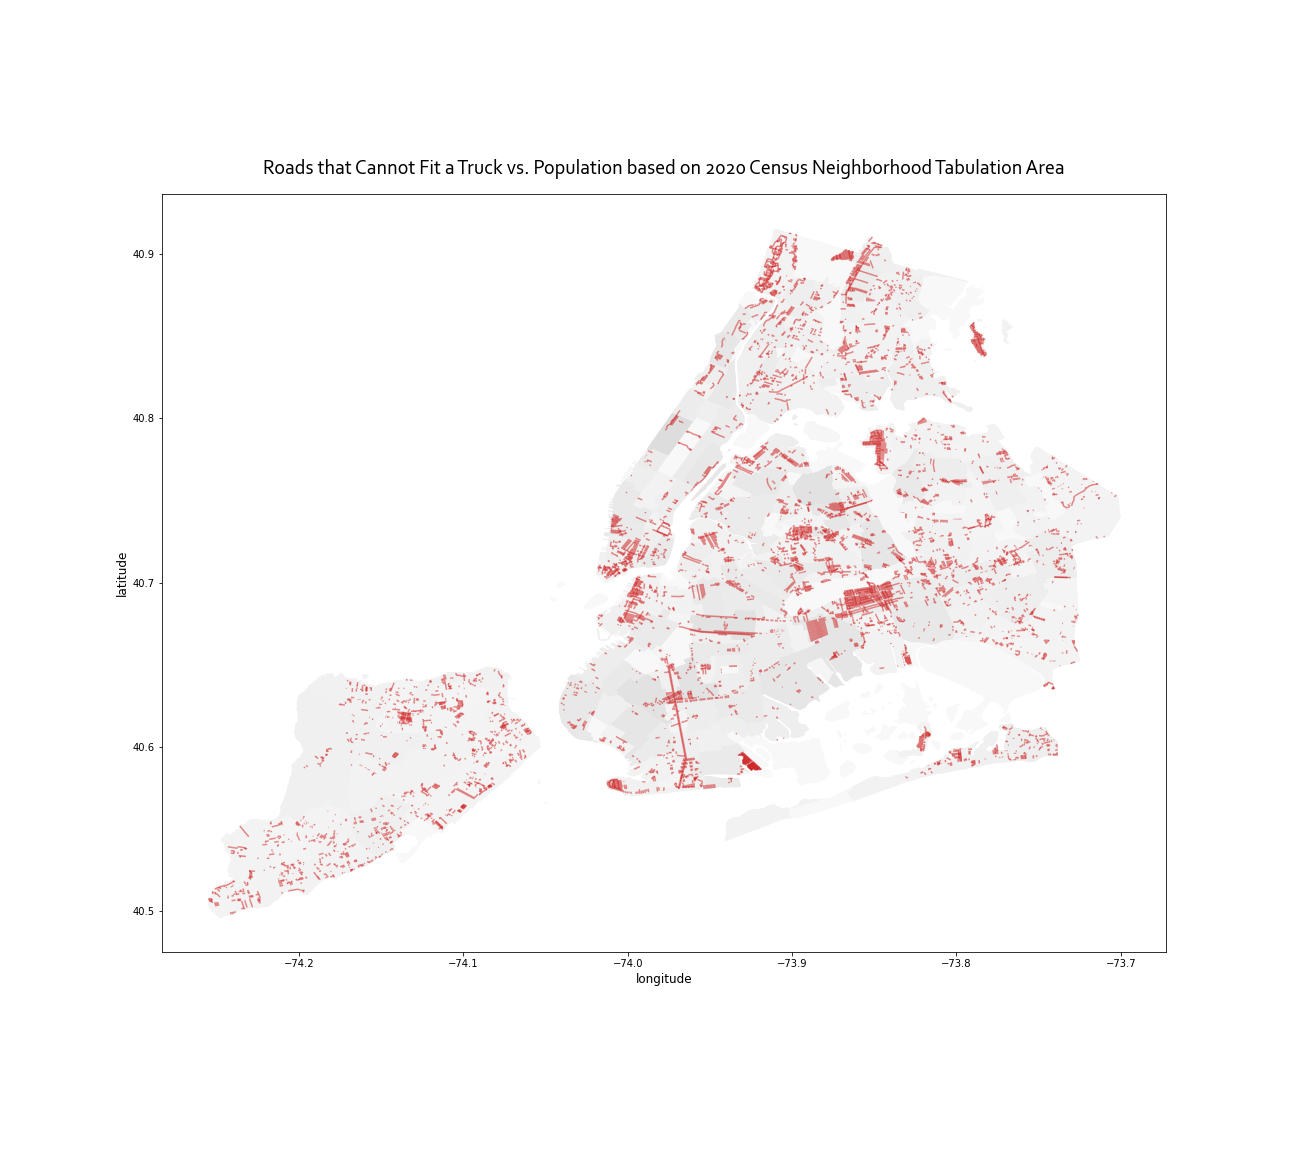 Roads that Cannot Fit a Truck vs. Population based on 2020 Census Neighborhood Tabulation Area
40.9
40.8
40.7
40.6
40.5
latitude
−74.2 −74.1 −74.0 −73.9 −73.8 −73.7
longitude